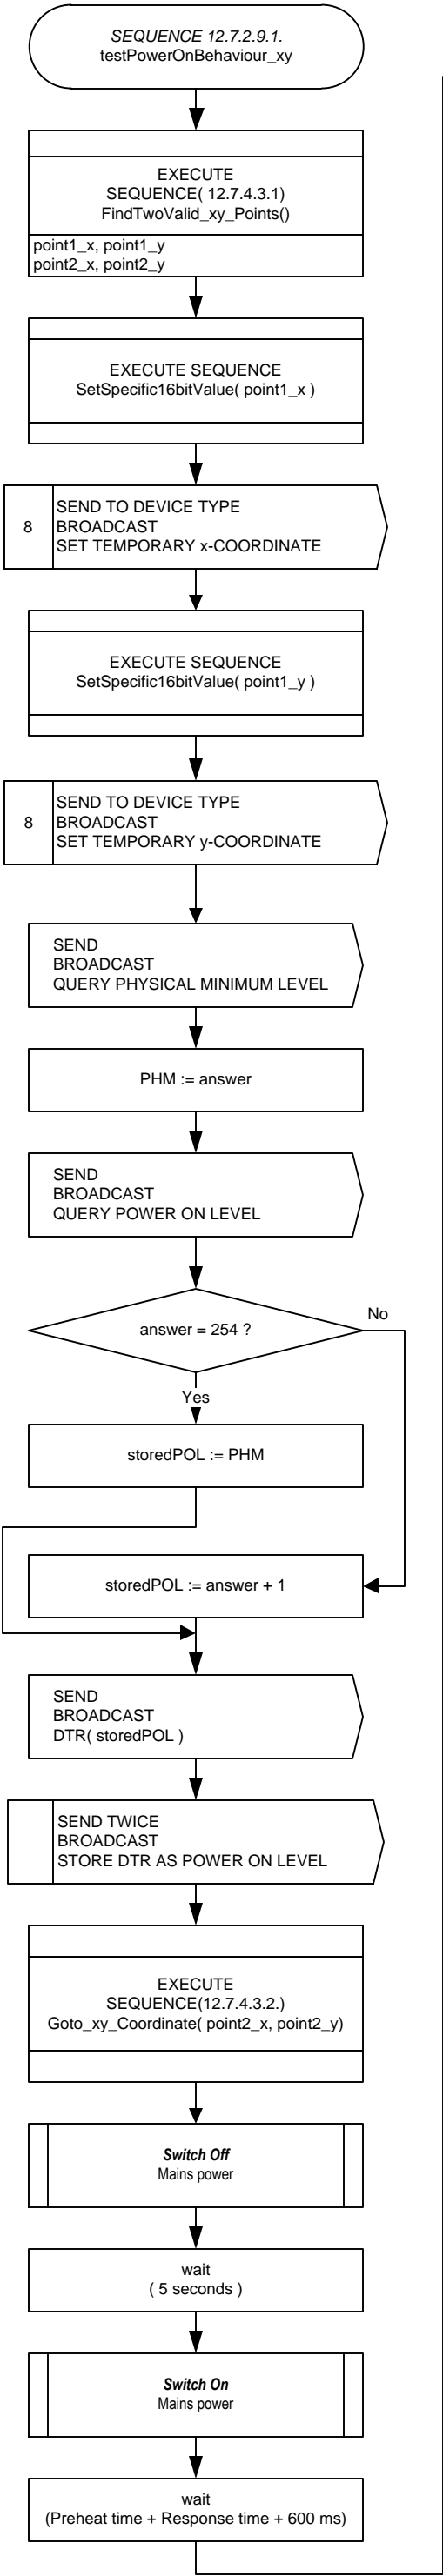 SEQUENCE 12.7.2.9.1.
testPowerOnBehaviour_xy
EXECUTE
SEQUENCE( 12.7.4.3.1)
FindTwoValid_xy_Points()
point1_x, point1_y
point2_x, point2_y
EXECUTE SEQUENCE
SetSpecific16bitValue( point1_x )
8
SEND TO DEVICE TYPE
BROADCAST
SET TEMPORARY x-COORDINATE
EXECUTE SEQUENCE
SetSpecific16bitValue( point1_y )
8
SEND TO DEVICE TYPE
BROADCAST
SET TEMPORARY y-COORDINATE
SEND
BROADCAST
QUERY PHYSICAL MINIMUM LEVEL
PHM := answer
SEND
BROADCAST
QUERY POWER ON LEVEL
answer = 254 ?
No
Yes
storedPOL := PHM
storedPOL := answer + 1
SEND
BROADCAST
DTR( storedPOL )
SEND TWICE
BROADCAST
STORE DTR AS POWER ON LEVEL
EXECUTE
SEQUENCE(12.7.4.3.2.)
Goto_xy_Coordinate( point2_x, point2_y)
Switch Off
Mains power
wait
( 5 seconds )
Switch On
Mains power
wait
(Preheat time + Response time + 600 ms)